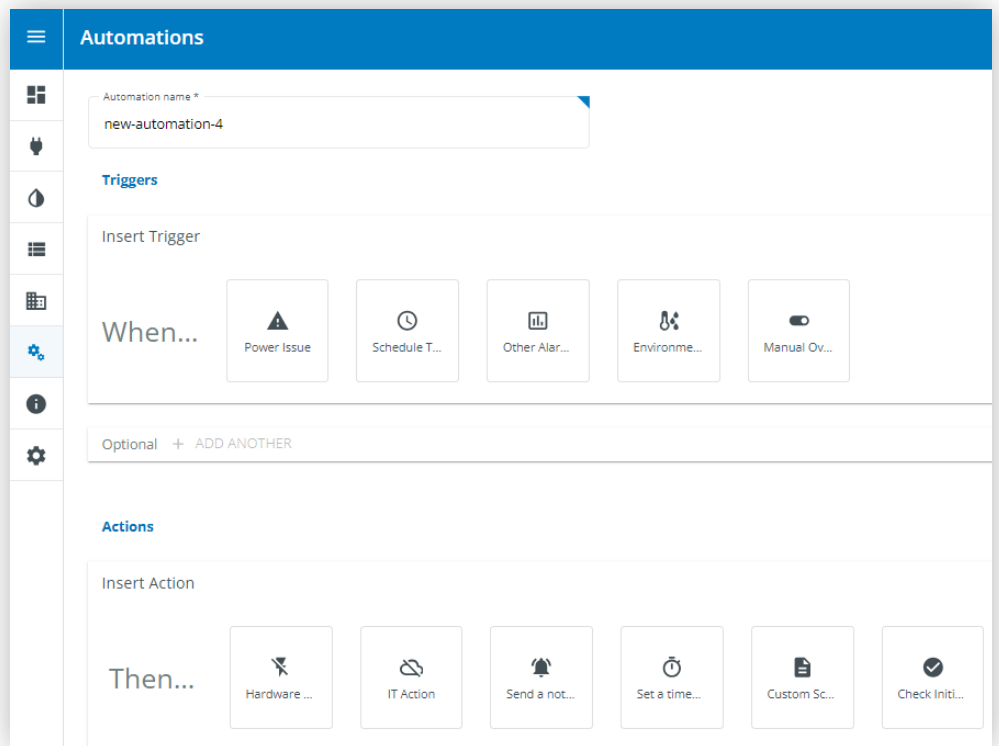 Automations
Automation name *
new-automation-4
Triggers
Insert Trigger
When...
Power Issue
Schedule T...
Other Alar...
Environme...
Manual Ov...
Optional + ADD ANOTHER
Actions
Insert Action
Then...
Hardware ...
IT Action
Send a not...
Set a time...
Custom Sc...
Check Initi...